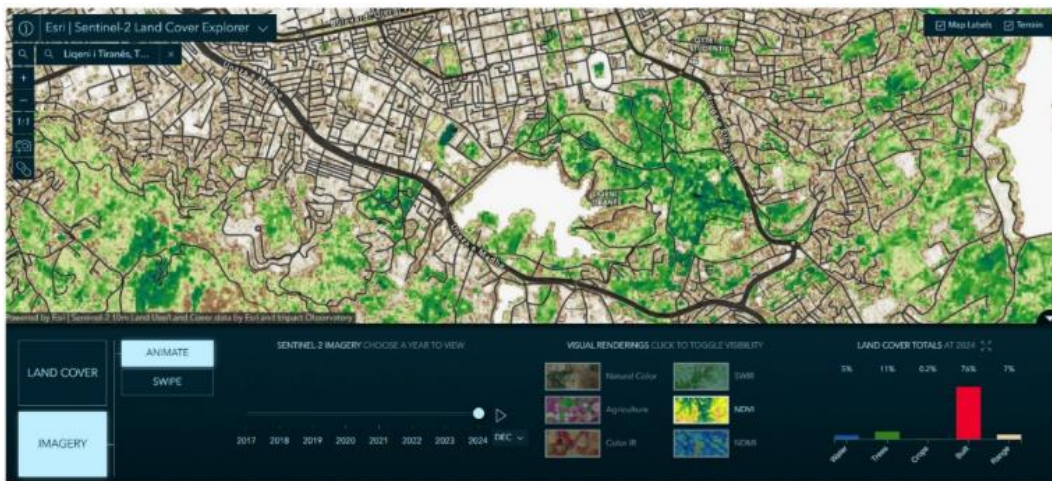 Esri | Sentinel-2 Land Cover Explorer
Map Labels
Terrain
Liqeni i Tiranës, T...
1:1
Powered by Esri | Sentinel-2 10m Land Use/Land Cover data by Esri and Impact Observatory
LAND COVER
IMAGERY
ANIMATE
SWIPE
SENTINEL-2 IMAGERY CHOOSE A YEAR TO VIEW
2017 2018 2019 2020 2021 2022 2023 2024
DEC
VISUAL RENDERINGS CLICK TO TOGGLE VISIBILITY
Natural Color
SWIR
Agriculture
NDVI
Color IR
NDMI
LAND COVER TOTALS AT 2024
11% 0.2% 76% 7%
Water Trees Crops Built Range